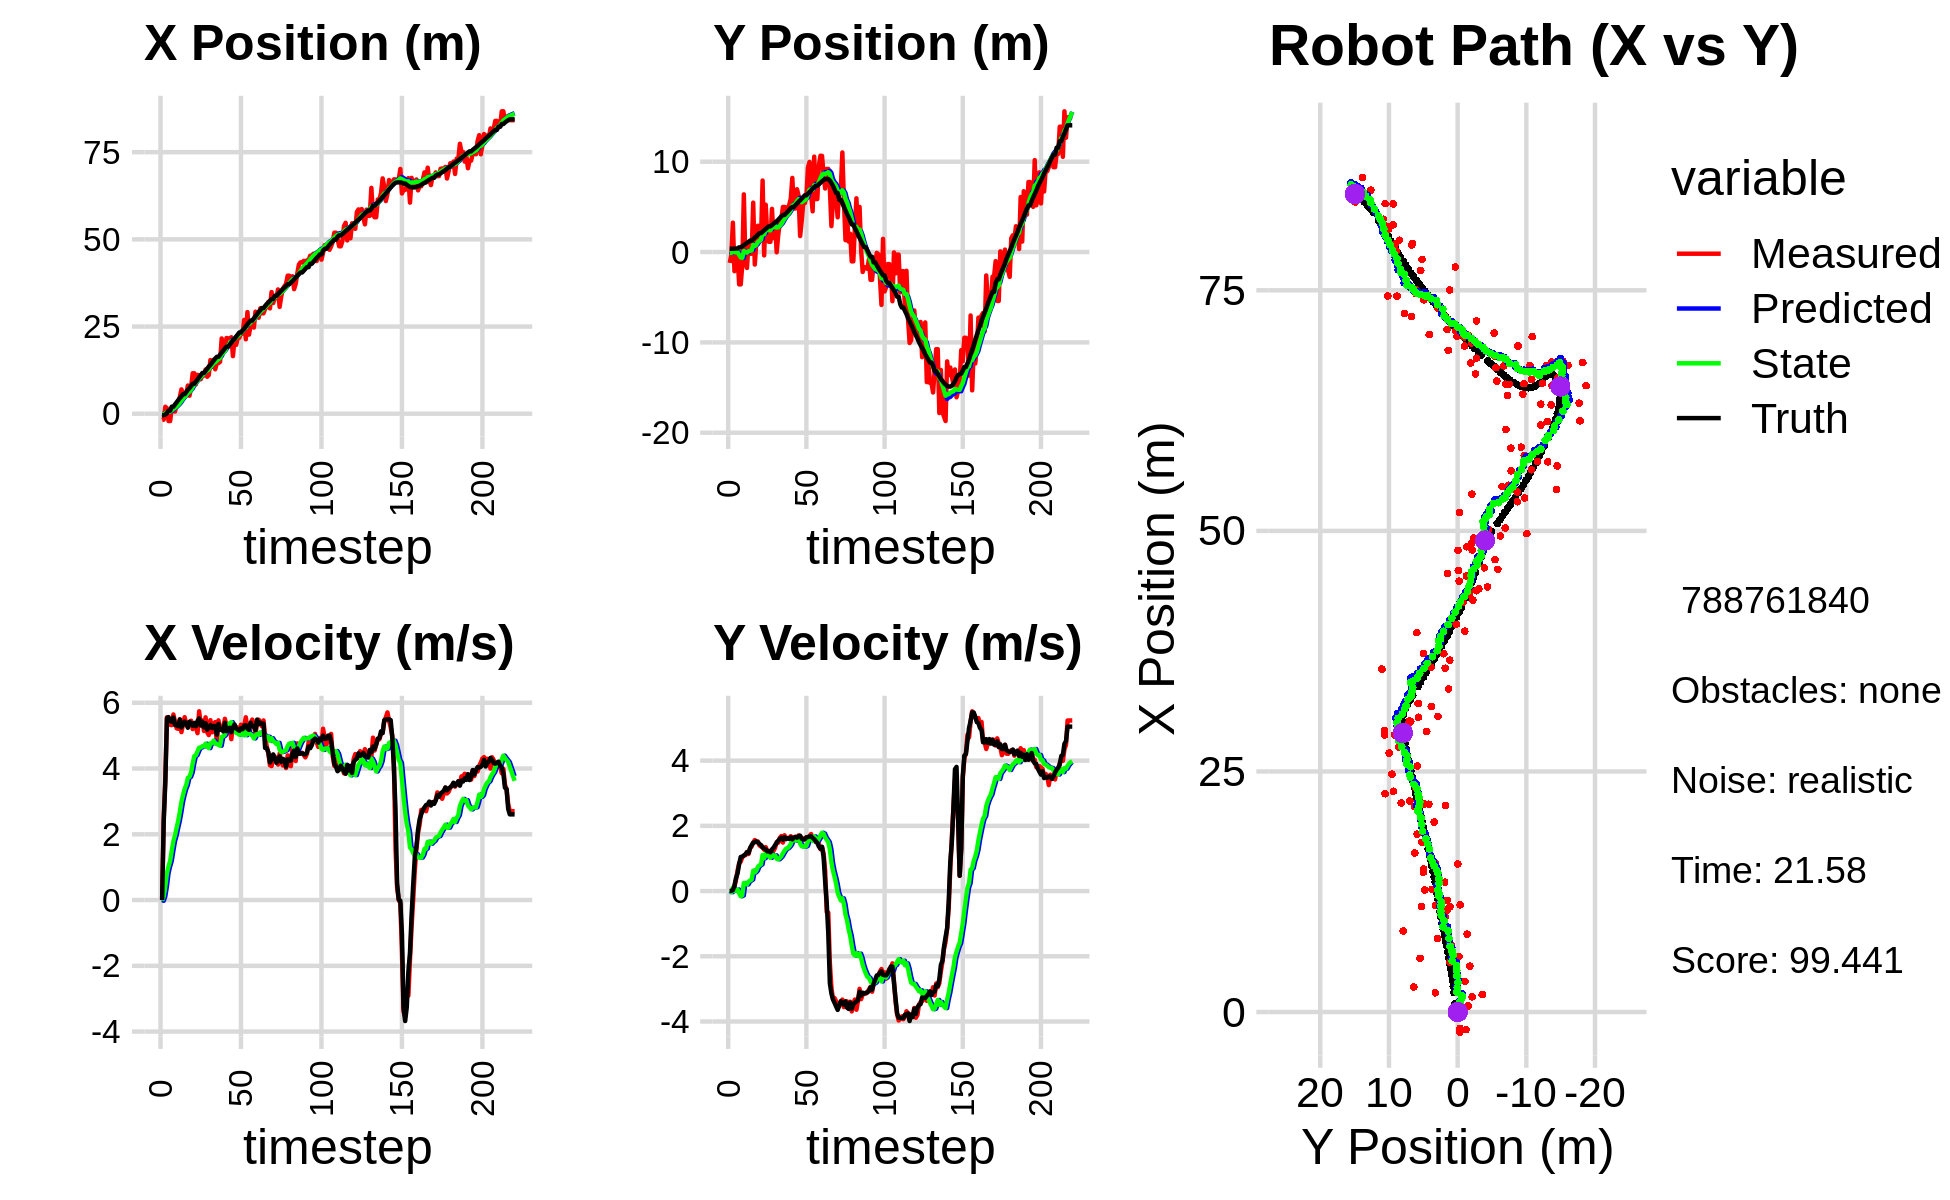 X Position (m)
75
50
25
0
0
50
100
150
200
timestep
Y Position (m)
10
0
-10
-20
0
50
100
150
200
timestep
X Velocity (m/s)
6
4
2
0
-2
-4
0
50
100
150
200
timestep
Y Velocity (m/s)
4
2
0
-2
-4
0
50
100
150
200
timestep
Robot Path (X vs Y)
X Position (m)
75
50
25
0
20 10 0 -10 -20
Y Position (m)
variable
Measured
Predicted
State
Truth
788761840
Obstacles: none
Noise: realistic
Time: 21.58
Score: 99.441